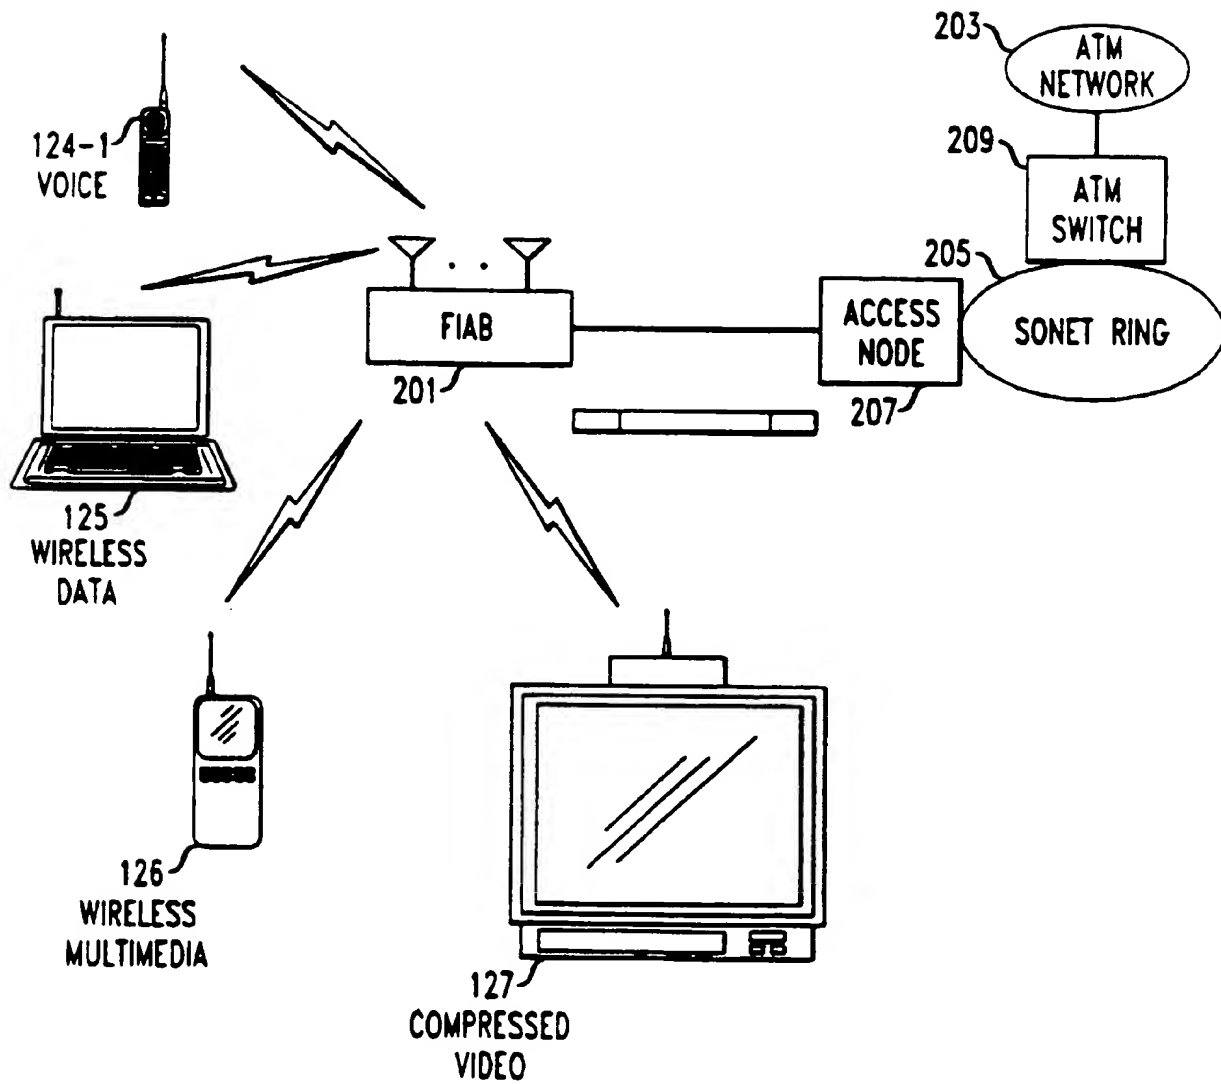 203
ATM
NETWORK
209
ATM
SWITCH
124-1
VOICE
205
FIAB
201
ACCESS
NODE
207
SONET RING
125
WIRELESS
DATA
126
WIRELESS
MULTIMEDIA
127
COMPRESSED
VIDEO